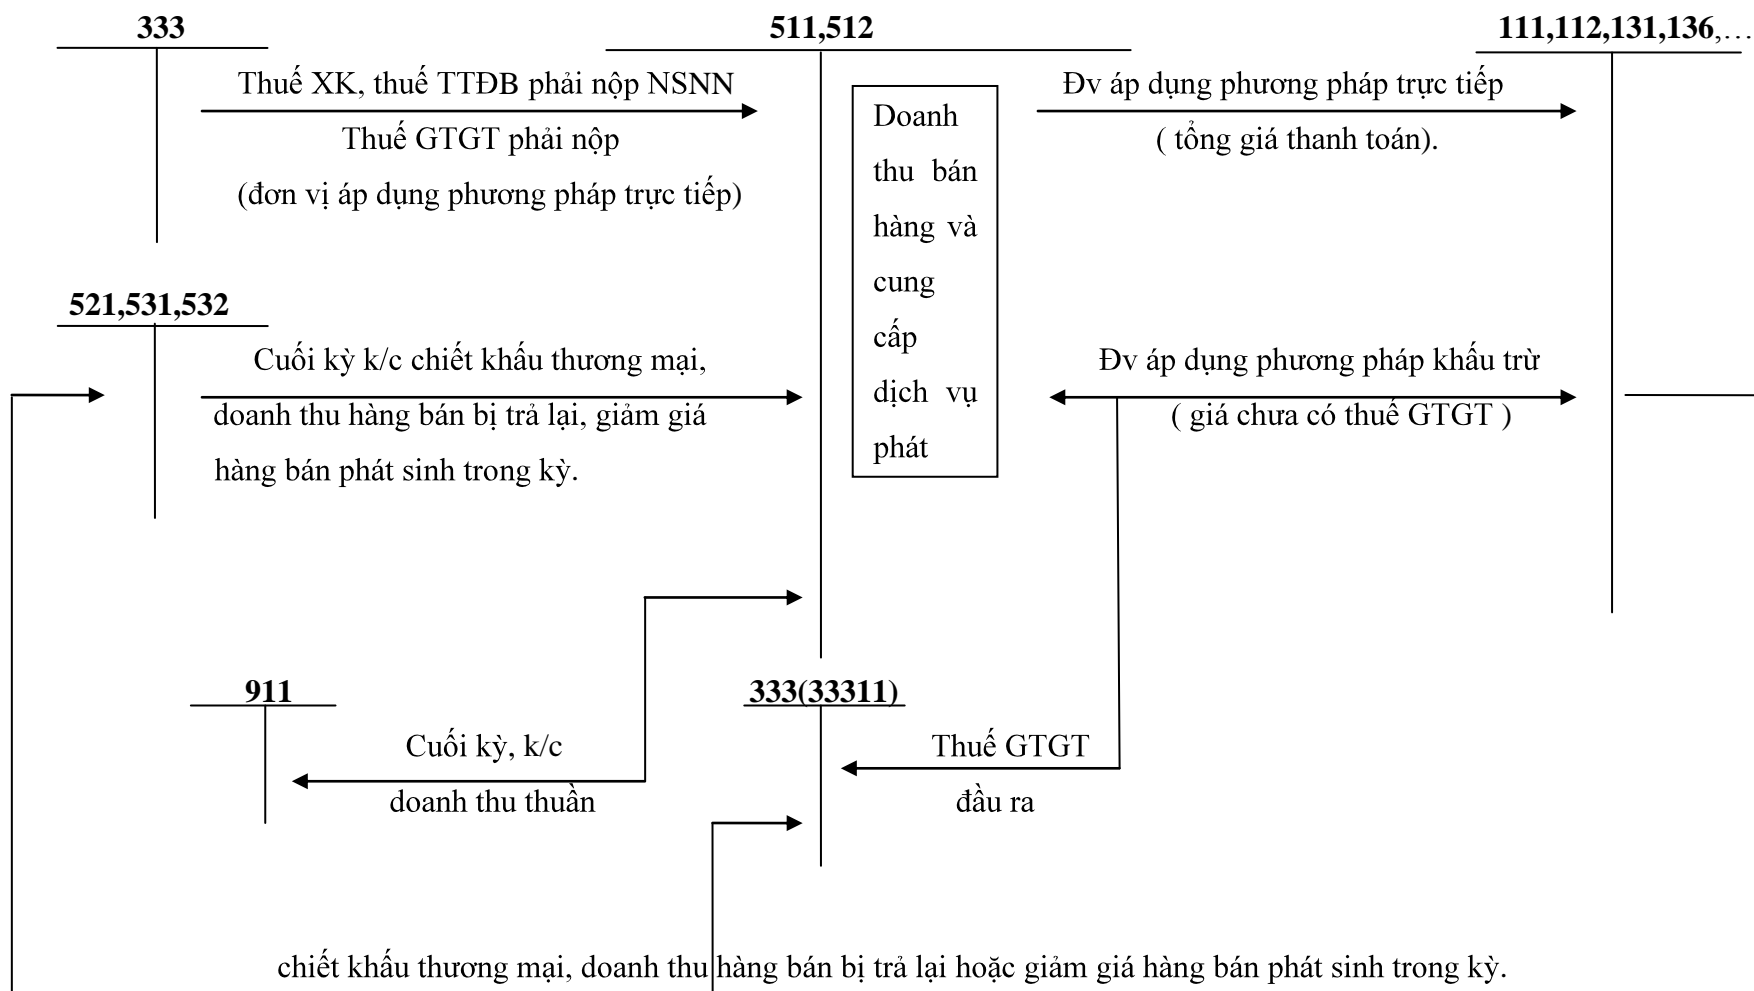 333
511,512
111,112,131,136,…
Thuế XK, thuế TTĐB phải nộp NSNN
Thuế GTGT phải nộp
(đơn vị áp dụng phương pháp trực tiếp)
Doanh
thu bán
hàng và
cung
cấp
dịch vụ
phát
Đv áp dụng phương pháp trực tiếp
( tổng giá thanh toán).
521,531,532
Cuối kỳ k/c chiết khấu thương mại,
doanh thu hàng bán bị trả lại, giảm giá
hàng bán phát sinh trong kỳ.
Đv áp dụng phương pháp khấu trừ
( giá chưa có thuế GTGT )
911
333(33311)
Cuối kỳ, k/c
doanh thu thuần
Thuế GTGT
đầu ra
chiết khấu thương mại, doanh thu hàng bán bị trả lại hoặc giảm giá hàng bán phát sinh trong kỳ.